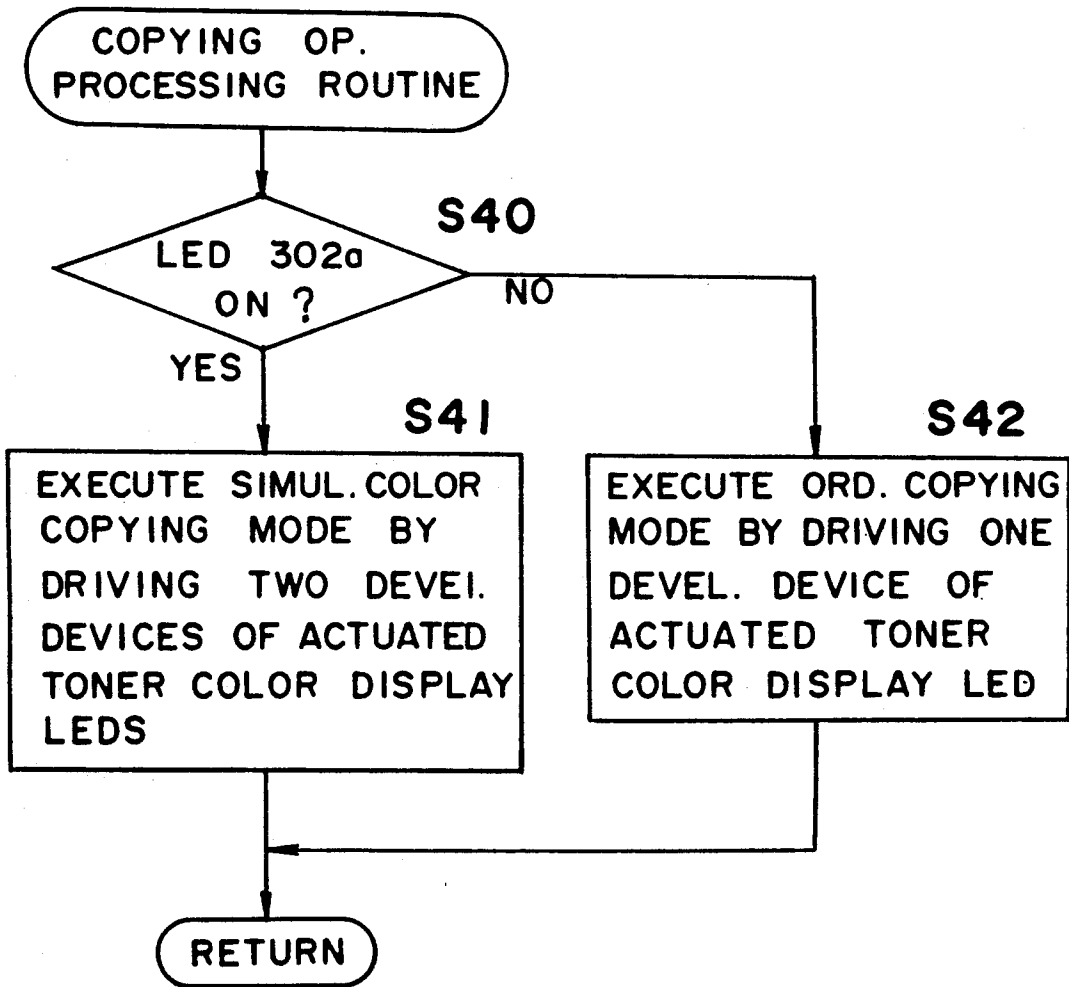 COPYING OP.
PROCESSING ROUTINE
S40
LED 302a
ON ?
NO
YES
S41
EXECUTE SIMUL. COLOR
COPYING MODE BY
DRIVING TWO DEVEI.
DEVICES OF ACTUATED
TONER COLOR DISPLAY
LEDS
S42
EXECUTE ORD. COPYING
MODE BY DRIVING ONE
DEVEL. DEVICE OF
ACTUATED TONER
COLOR DISPLAY LED
RETURN